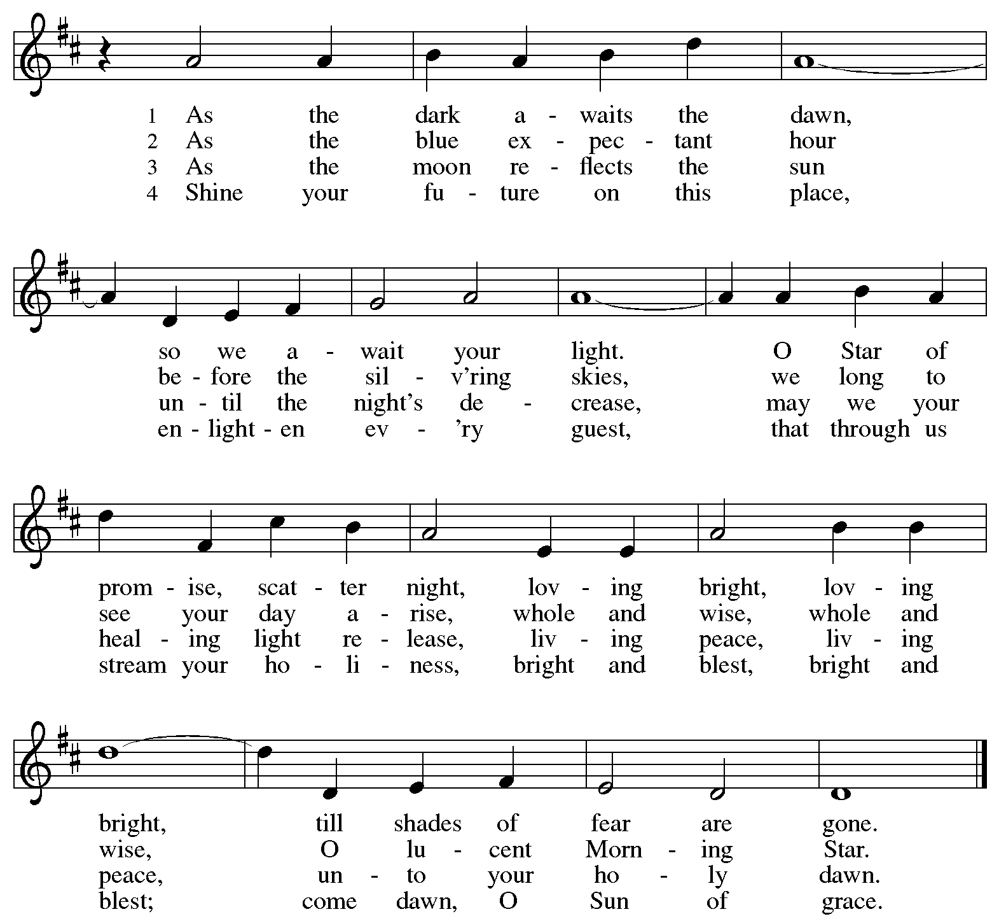 1 As the dark a - waits the dawn,
2 As the blue ex - pec - tant hour
3 As the moon re - flects the sun
4 Shine your fu - ture on this place,
so we a - wait your light. O Star of
be - fore the sil - v'ring skies, we long to
un - til the night's de - crease, may we your
en - light - en ev - 'ry guest, that through us
prom - ise, scat - ter night, lov - ing bright, lov - ing
see your day a - rise, whole and wise, whole and
heal - ing light re - lease, liv - ing peace, liv - ing
stream your ho - li - ness, bright and blest, bright and
bright, till shades of fear are gone.
wise, O lu - cent Morn - ing Star.
peace, un - to your ho - ly dawn.
blest; come dawn, O Sun of grace.